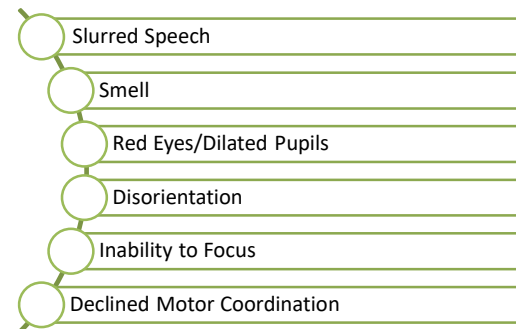 Slurred Speech
Smell
Red Eyes/Dilated Pupils
Disorientation
Inability to Focus
Declined Motor Coordination